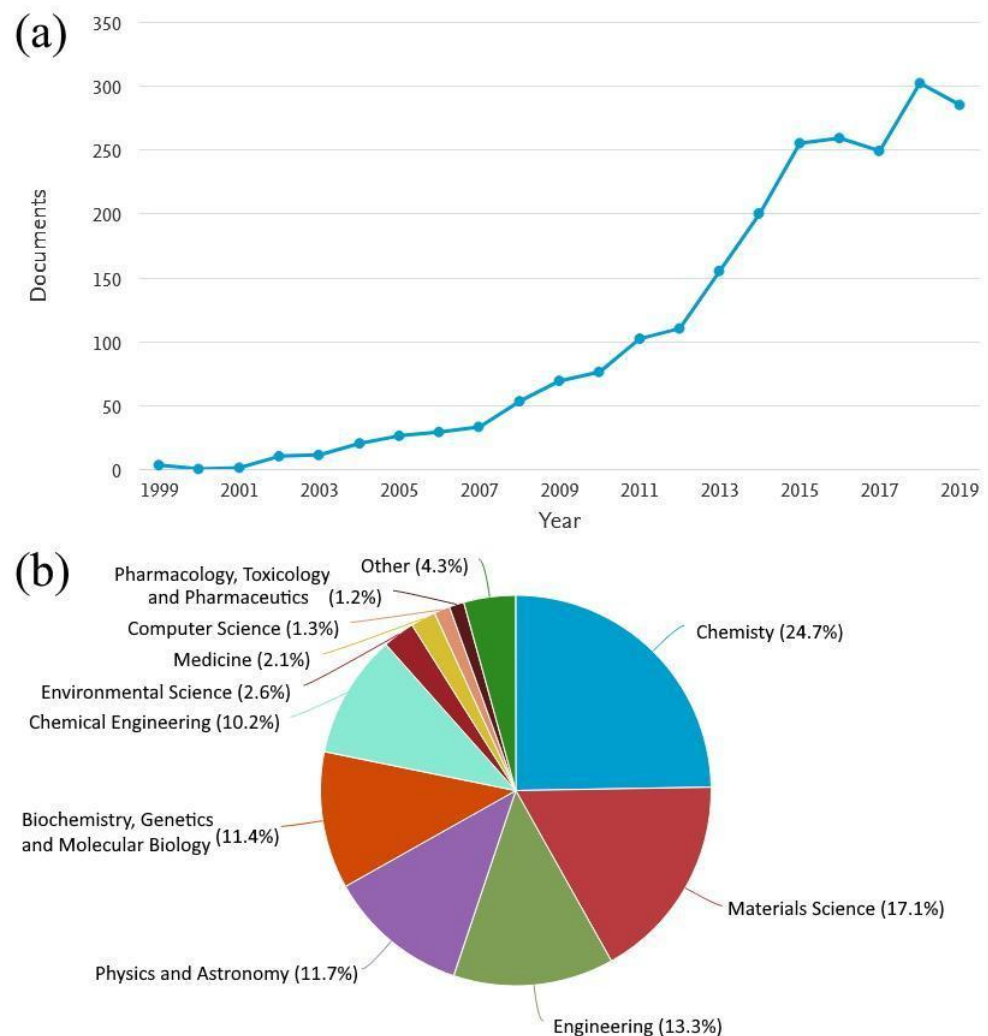 (a)
350
300
250
200
150
100
50
0
Documents
1999 2001 2003 2005 2007 2009 2011 2013 2015 2017 2019
Year
(b)
Other (4.3%)
Pharmacology, Toxicology
and Pharmaceutics (1.2%)
Computer Science (1.3%)
Medicine (2.1%)
Environmental Science (2.6%)
Chemical Engineering (10.2%)
Biochemistry, Genetics
and Molecular Biology (11.4%)
Physics and Astronomy (11.7%)
Chemisty (24.7%)
Materials Science (17.1%)
Engineering (13.3%)